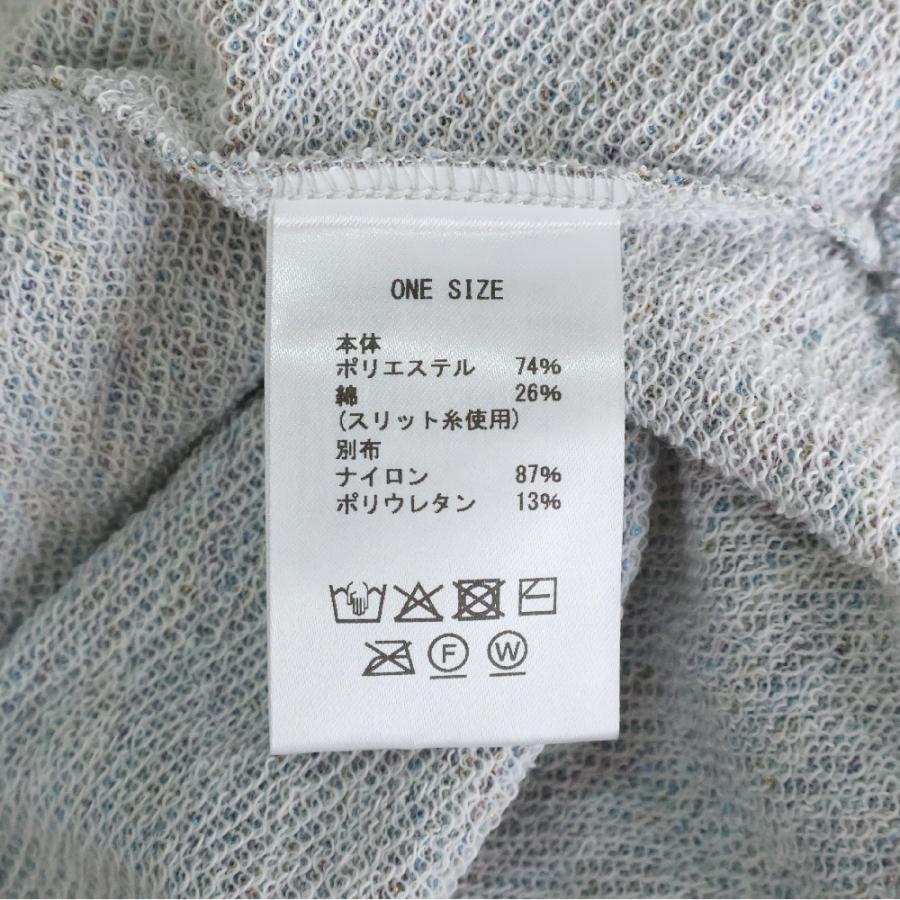 ONE SIZE
本体
ポリエステル 74%
綿 26%
(スリット糸使用)
別布
ナイロン 87%
ポリウレタン 13%
F W